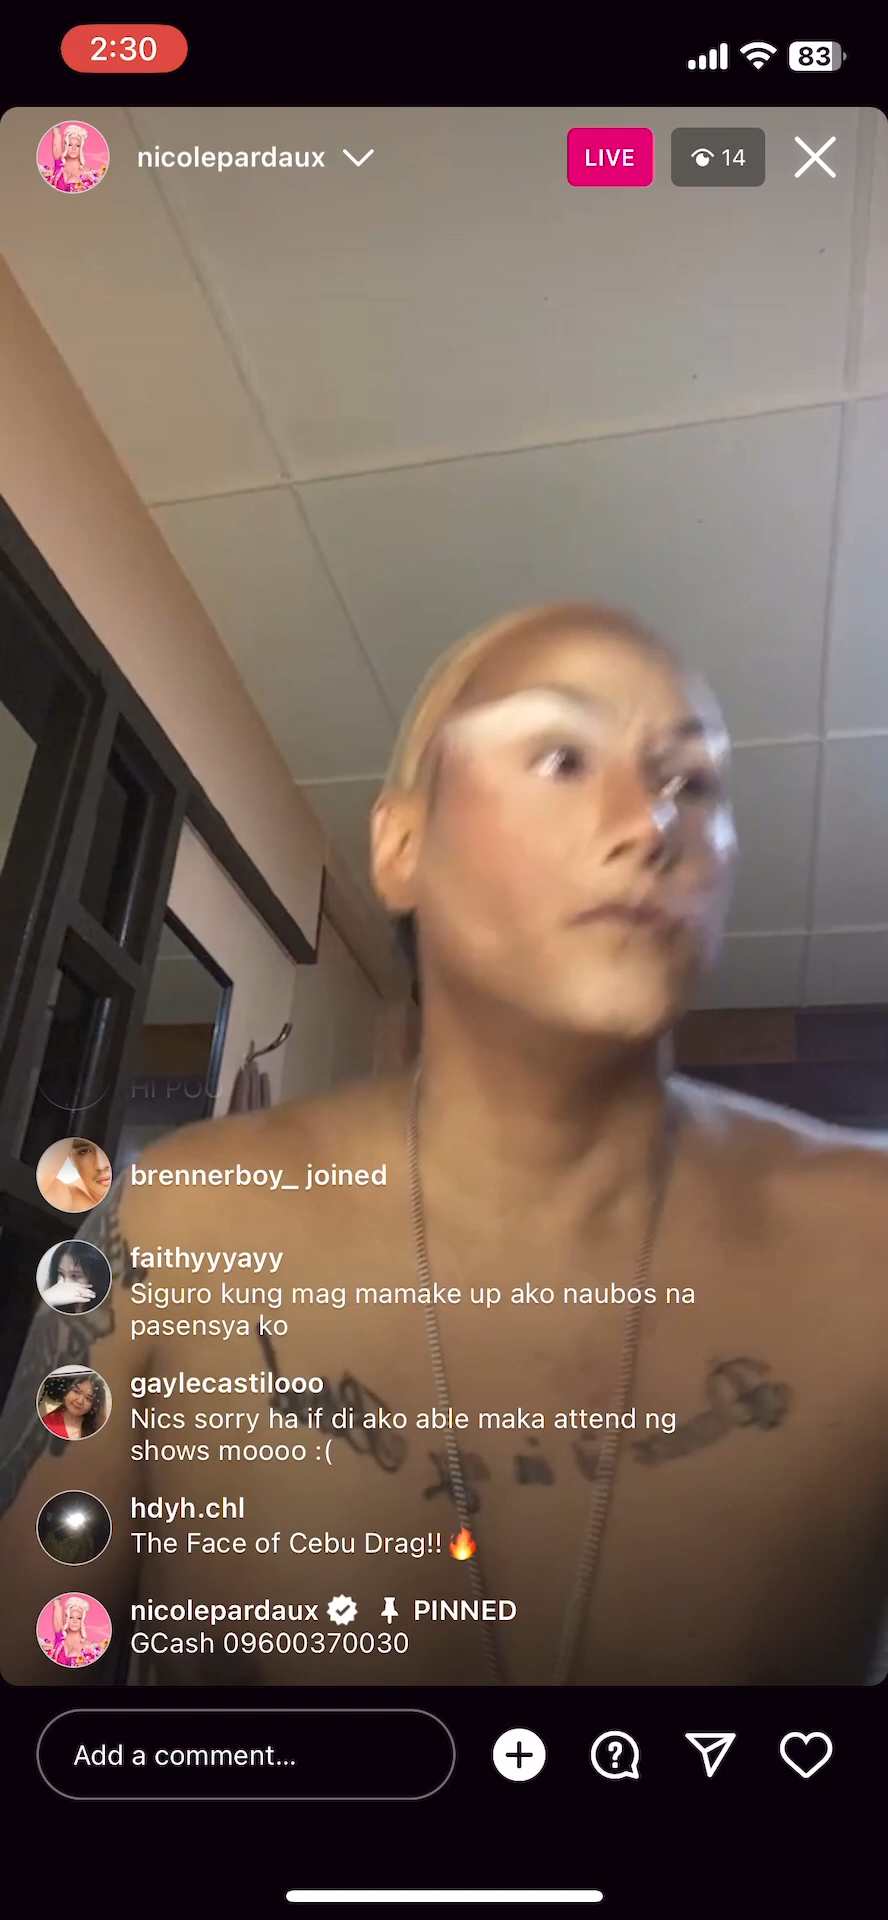 2:30
83
nicolepardaux
LIVE
14
HI POO
brennerboy_ joined
faithyyyayy
Siguro kung mag mamake up ako naubos na
pasensya ko
gaylecastilooo
Nics sorry ha if di ako able maka attend ng
shows moooo :(
hdyh.chl
The Face of Cebu Drag!!🔥
nicolepardaux PINNED
GCash 09600370030
Add a comment...